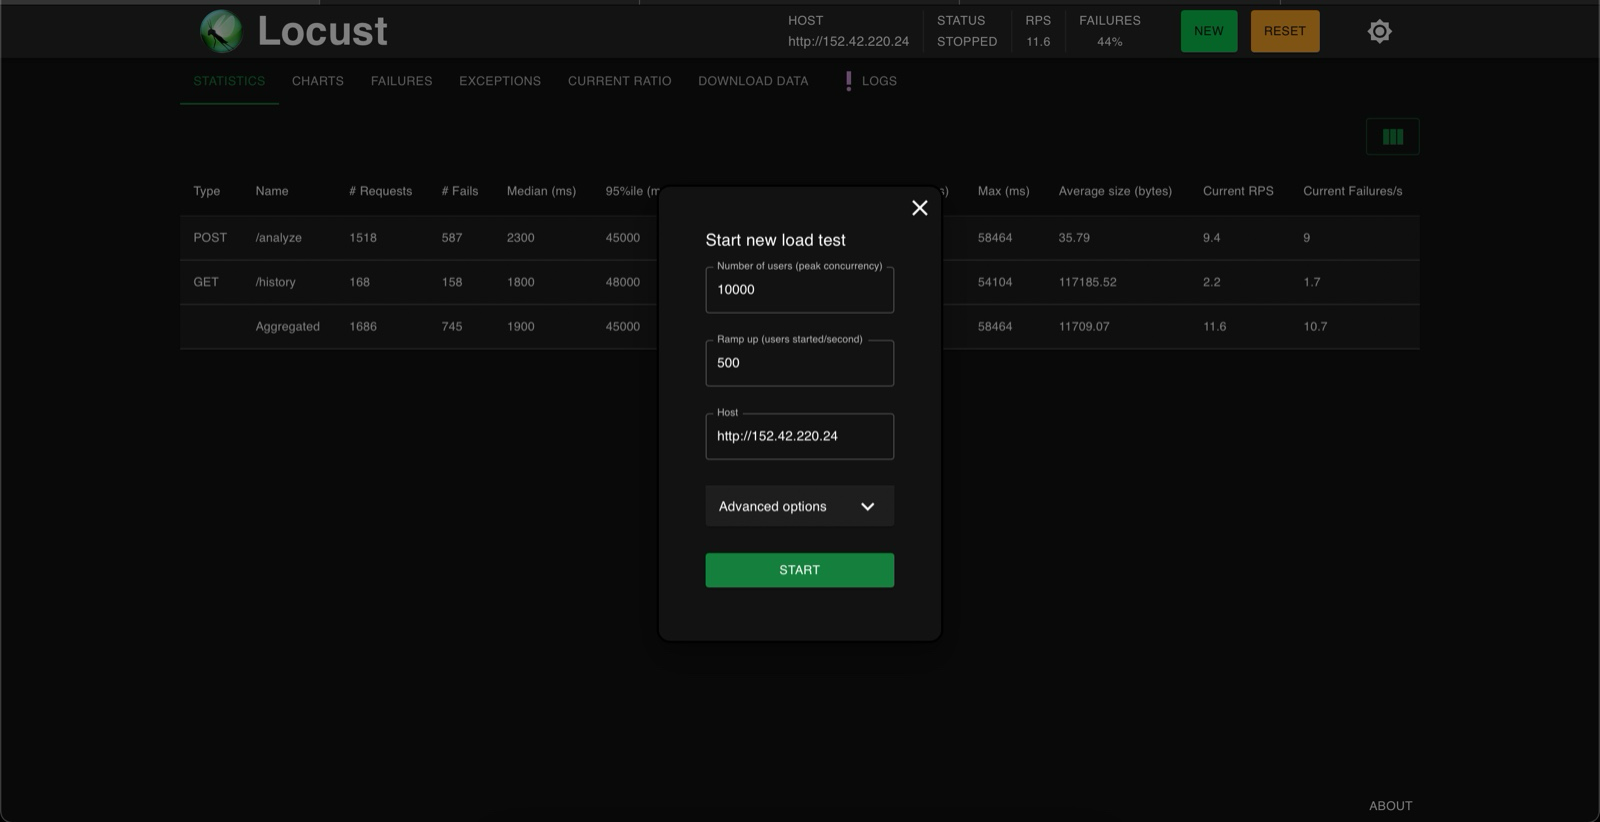 Locust
HOST
http://152.42.220.24
STATUS
STOPPED
RPS
11.6
FAILURES
44%
NEW
RESET
STATISTICS CHARTS FAILURES EXCEPTIONS CURRENT RATIO DOWNLOAD DATA LOGS
Type Name # Requests # Fails Median (ms) 95%ile Max (ms) Average size (bytes) Current RPS Current Failures/s
POST /analyze 1518 587 2300 45000 58464 35.79 9.4 9
GET /history 168 158 1800 48000 54104 117185.52 2.2 1.7
Aggregated 1686 745 1900 45000 58464 11709.07 11.6 10.7
Start new load test
Number of users (peak concurrency)
10000
Ramp up (users started/second)
500
Host
http://152.42.220.24
Advanced options
START
ABOUT